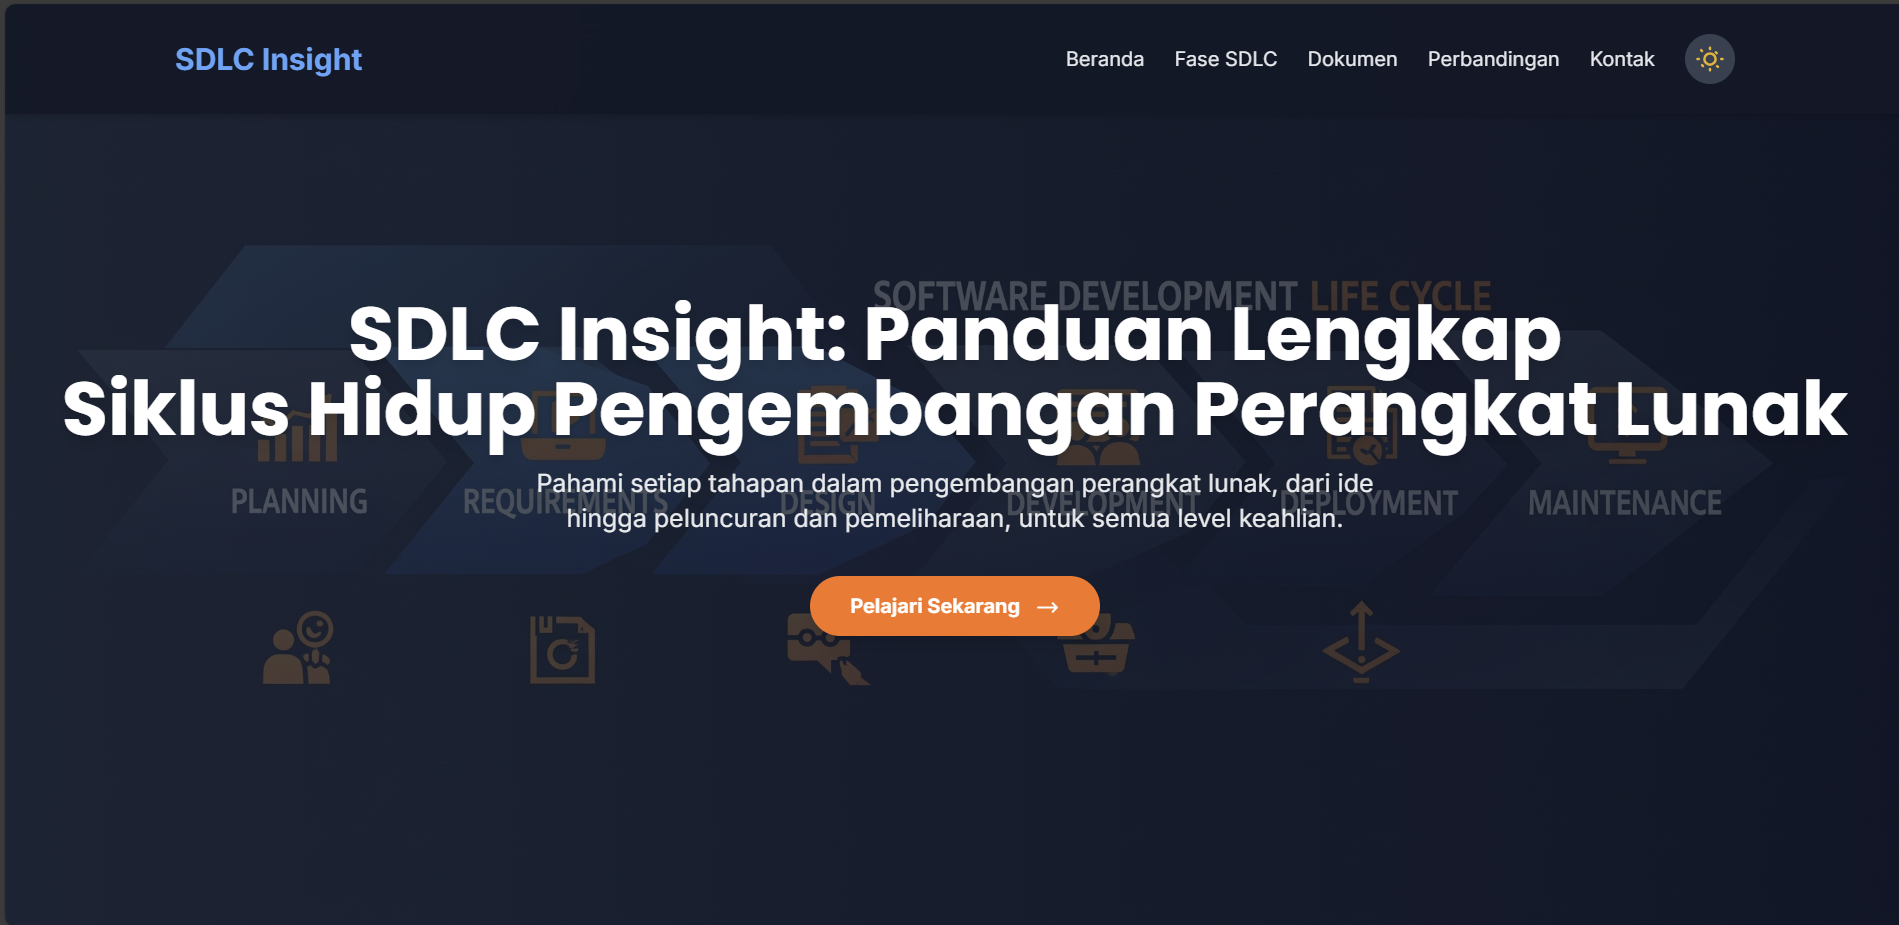 SDLC Insight
Beranda
Fase SDLC
Dokumen
Perbandingan
Kontak
SOFTWARE DEVELOPMENT LIFE CYCLE
SDLC Insight: Panduan Lengkap
Siklus Hidup Pengembangan Perangkat Lunak
Pahami setiap tahapan dalam pengembangan perangkat lunak, dari ide
hingga peluncuran dan pemeliharaan, untuk semua level keahlian.
PLANNING
REQUIREMENTS
DESIGN
DEVELOPMENT
DEPLOYMENT
MAINTENANCE
Pelajari Sekarang →